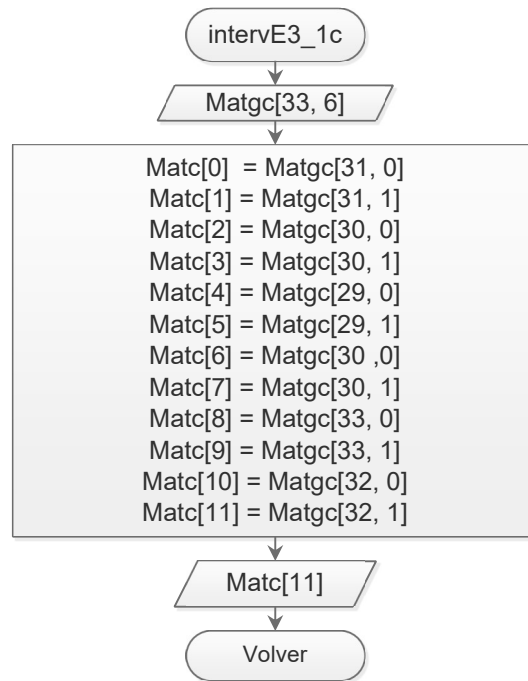 intervE3_1c
Matgc[33, 6]
Matc[0]  = Matgc[31, 0]
Matc[1] = Matgc[31, 1]
Matc[2] = Matgc[30, 0]
Matc[3] = Matgc[30, 1]
Matc[4] = Matgc[29, 0]
Matc[5] = Matgc[29, 1]
Matc[6] = Matgc[30 ,0]
Matc[7] = Matgc[30, 1]
Matc[8] = Matgc[33, 0]
Matc[9] = Matgc[33, 1]
Matc[10] = Matgc[32, 0]
Matc[11] = Matgc[32, 1]
Matc[11]
Volver